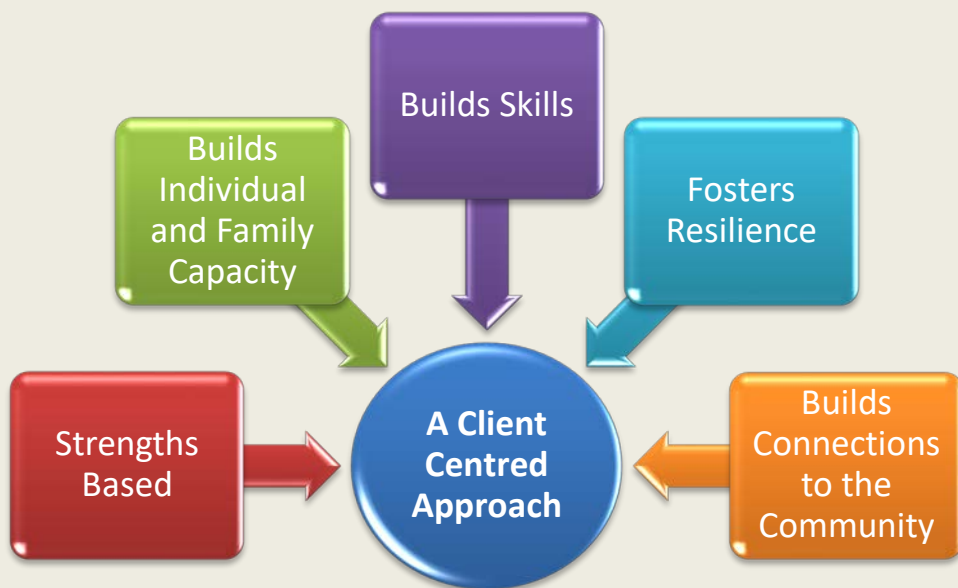 Builds Skills
Builds
Individual
and Family
Capacity
Fosters
Resilience
Strengths
Based
A Client
Centred
Approach
Builds
Connections
to the
Community